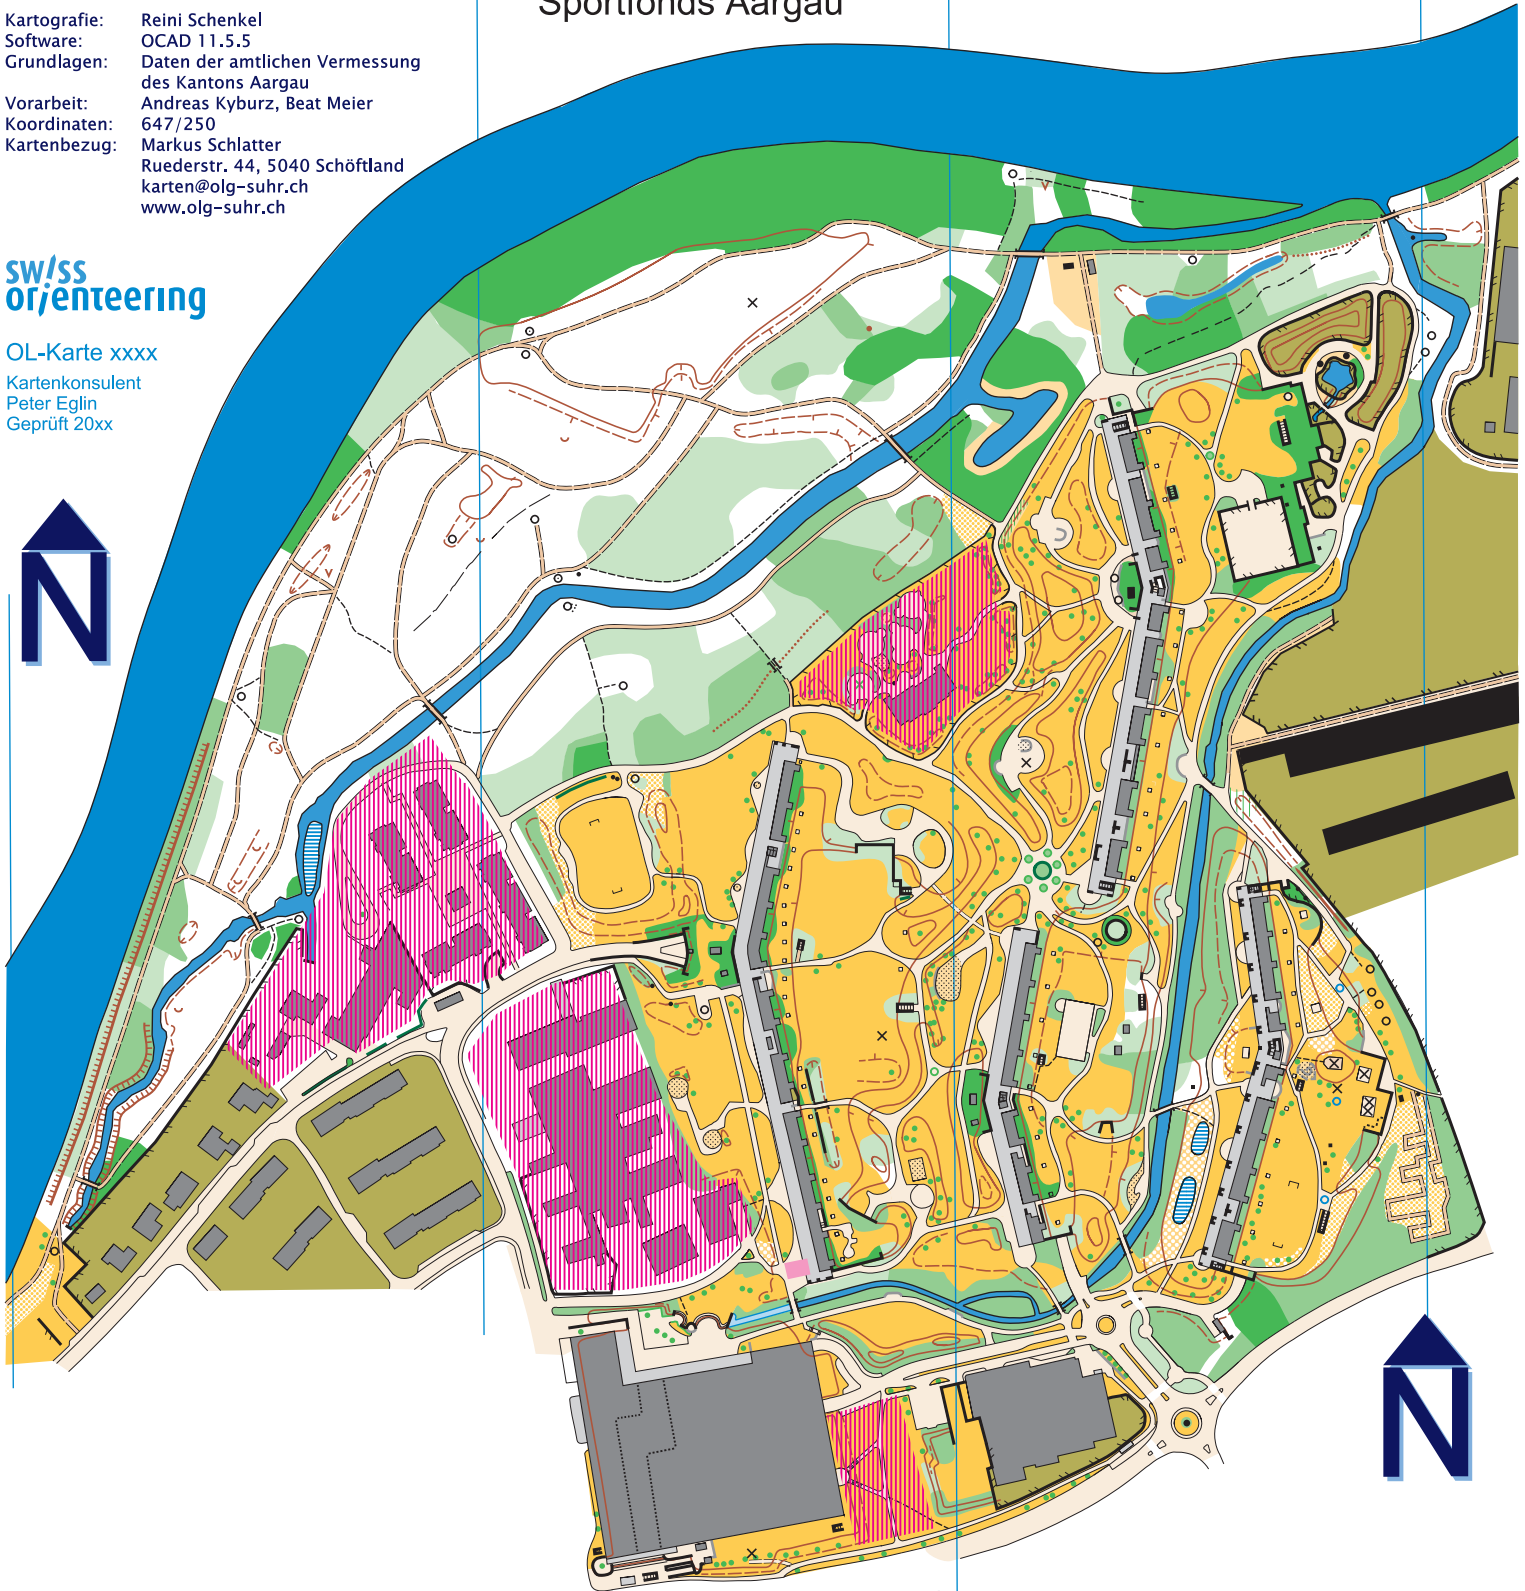 Sportfonds Aargau
Kartografie: Reini Schenkel
Software: OCAD 11.5.5
Grundlagen: Daten der amtlichen Vermessung
des Kantons Aargau
Vorarbeit: Andreas Kyburz, Beat Meier
Koordinaten: 647/250
Kartenbezug: Markus Schlatter
Ruederstr. 44, 5040 Schöftland
karten@olg-suhr.ch
www.olg-suhr.ch
swiss
orienteering
OL-Karte xxxx
Kartenkonsulent
Peter Eglin
Geprüft 20xx
N
N